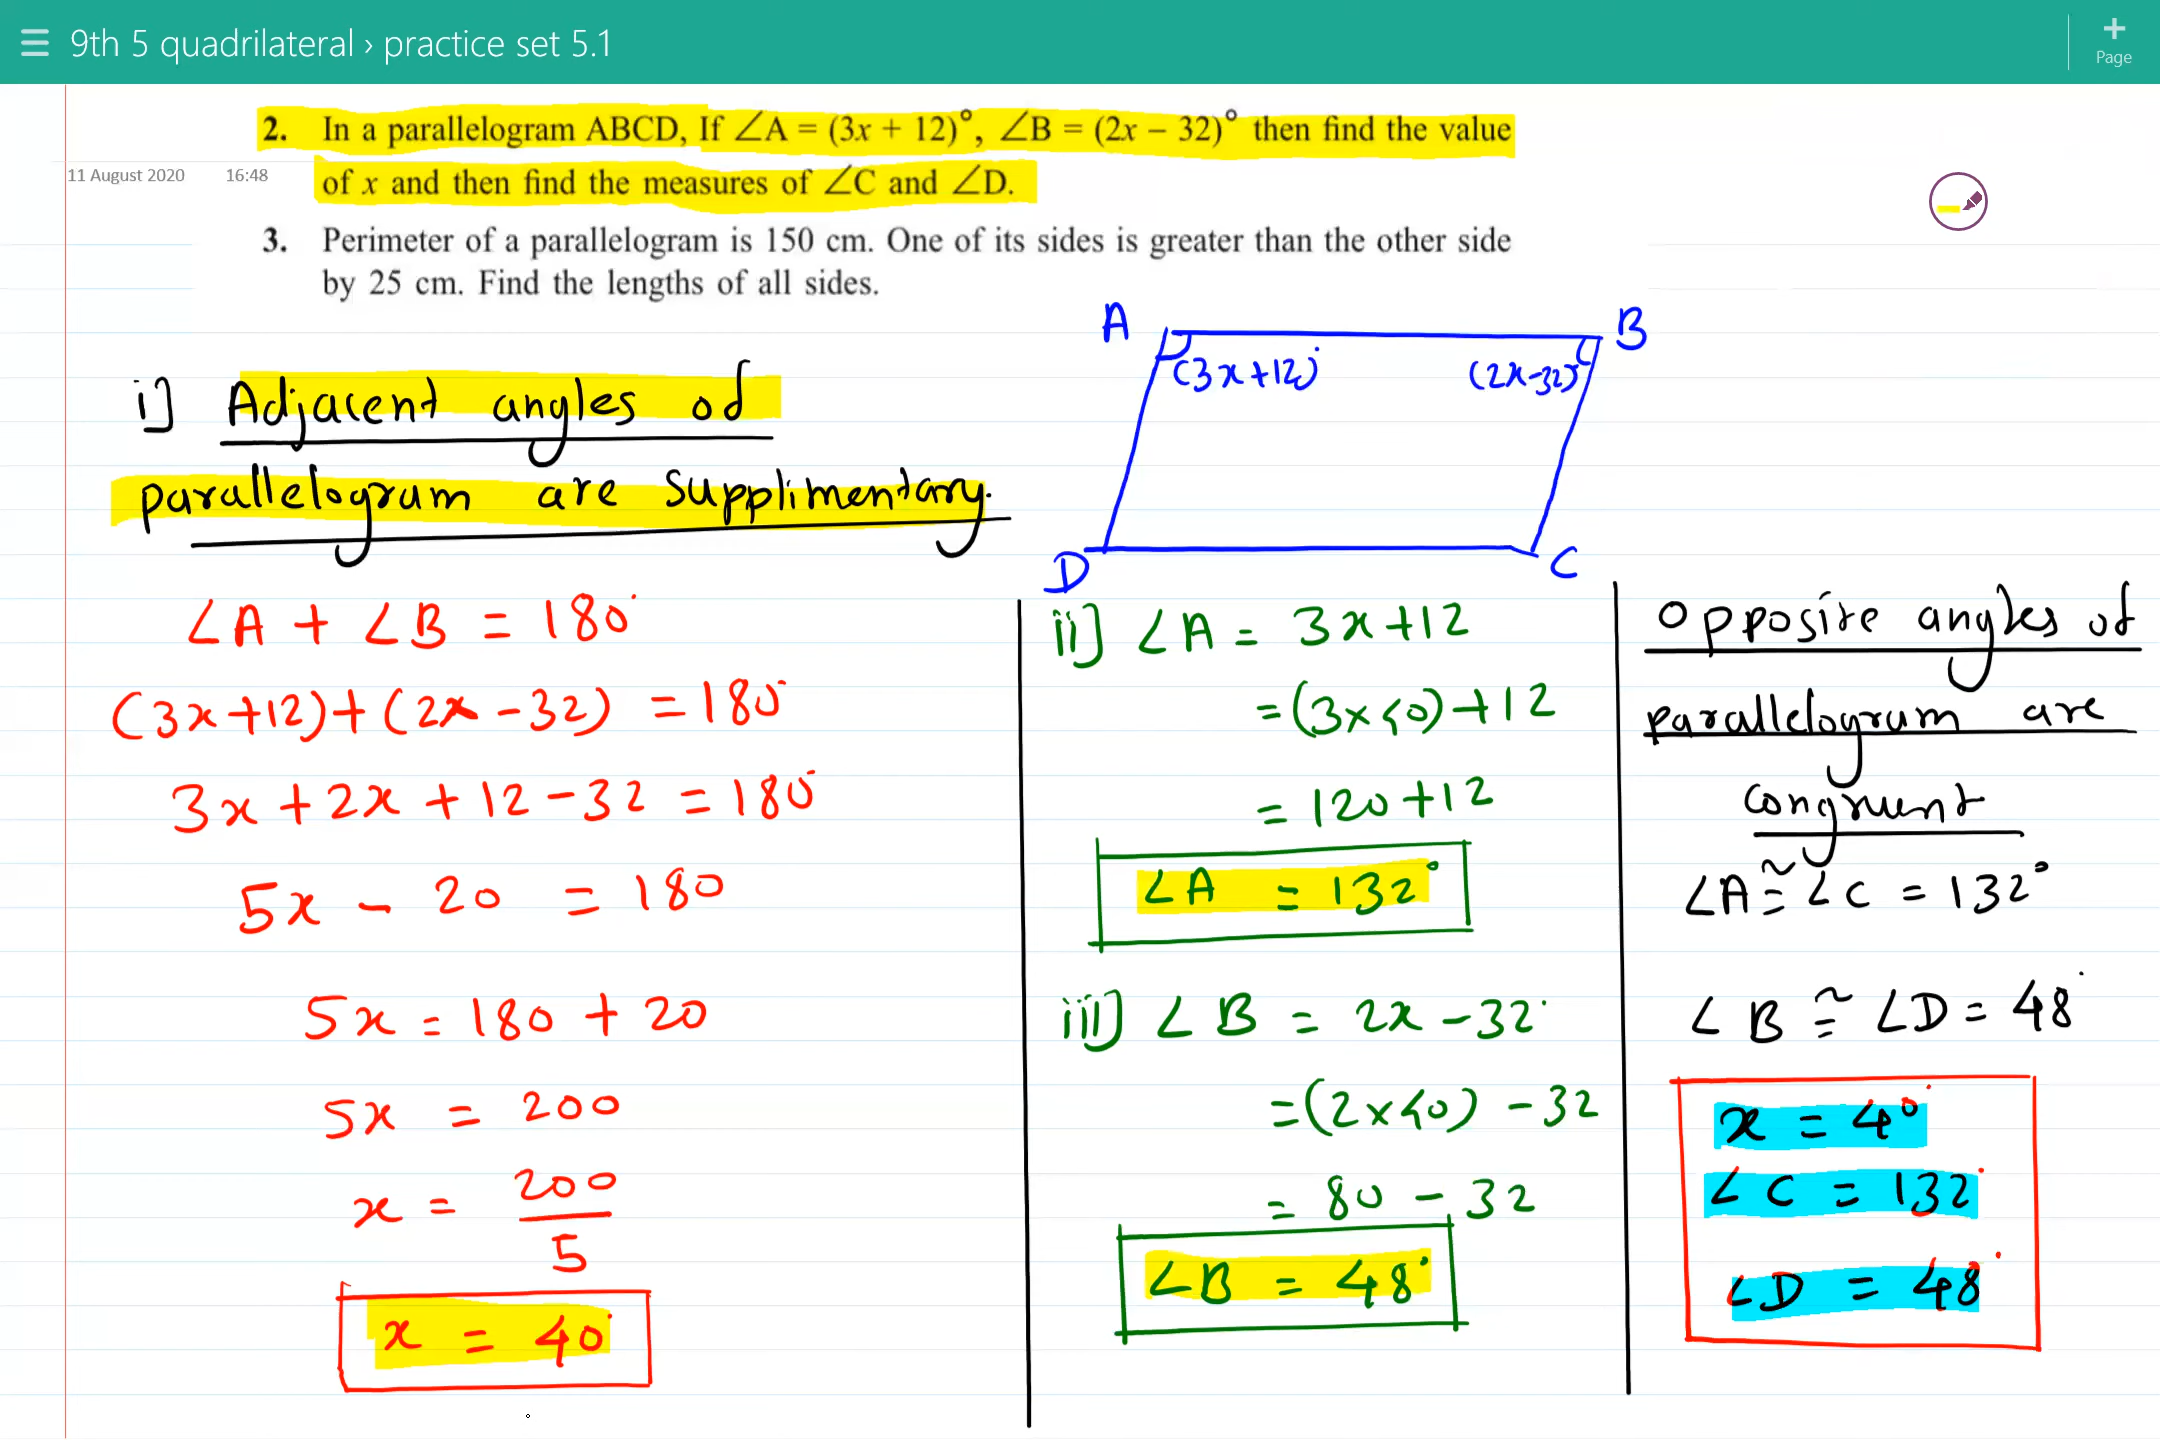 9th 5 quadrilateral › practice set 5.1
+
Page
2. In a parallelogram ABCD, If ∠A = (3x + 12)°, ∠B = (2x − 32)° then find the value
of x and then find the measures of ∠C and ∠D.
11 August 2020 16:48
3. Perimeter of a parallelogram is 150 cm. One of its sides is greater than the other side
by 25 cm. Find the lengths of all sides.
A B
(3x+12)° (2x-32)°
D C
i] Adjacent angles of
parallelogram are supplimentary.
∠A + ∠B = 180°
(3x+12)+(2x-32) = 180°
3x+2x+12-32 = 180°
5x - 20 = 180
5x = 180 + 20
5x = 200
x = 200
5
x = 40°
ii] ∠A = 3x+12
=(3x40)+12
= 120+12
∠A = 132°
iii] ∠B = 2x-32°
=(2x40) -32
= 80 - 32
∠B = 48°
Opposite angles of
parallelogram are
congruent
∠A ≅ ∠C = 132°
∠B ≅ ∠D = 48°
x = 40°
∠C = 132°
∠D = 48°